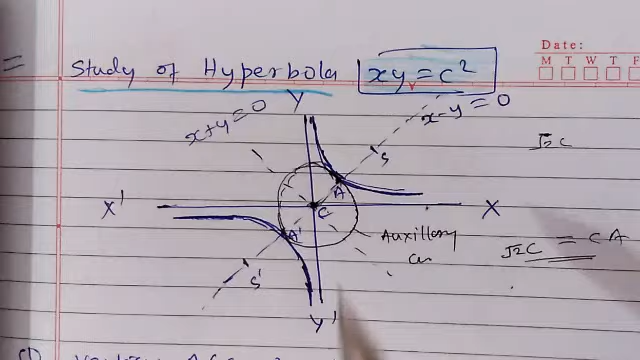 Date:
M T W T F
Study of Hyperbola xy = c²
Y
x+y=0
x-y=0
S
√2C
A
X'
C
X
A'
Auxillary
√2C = CA
S'
Y'